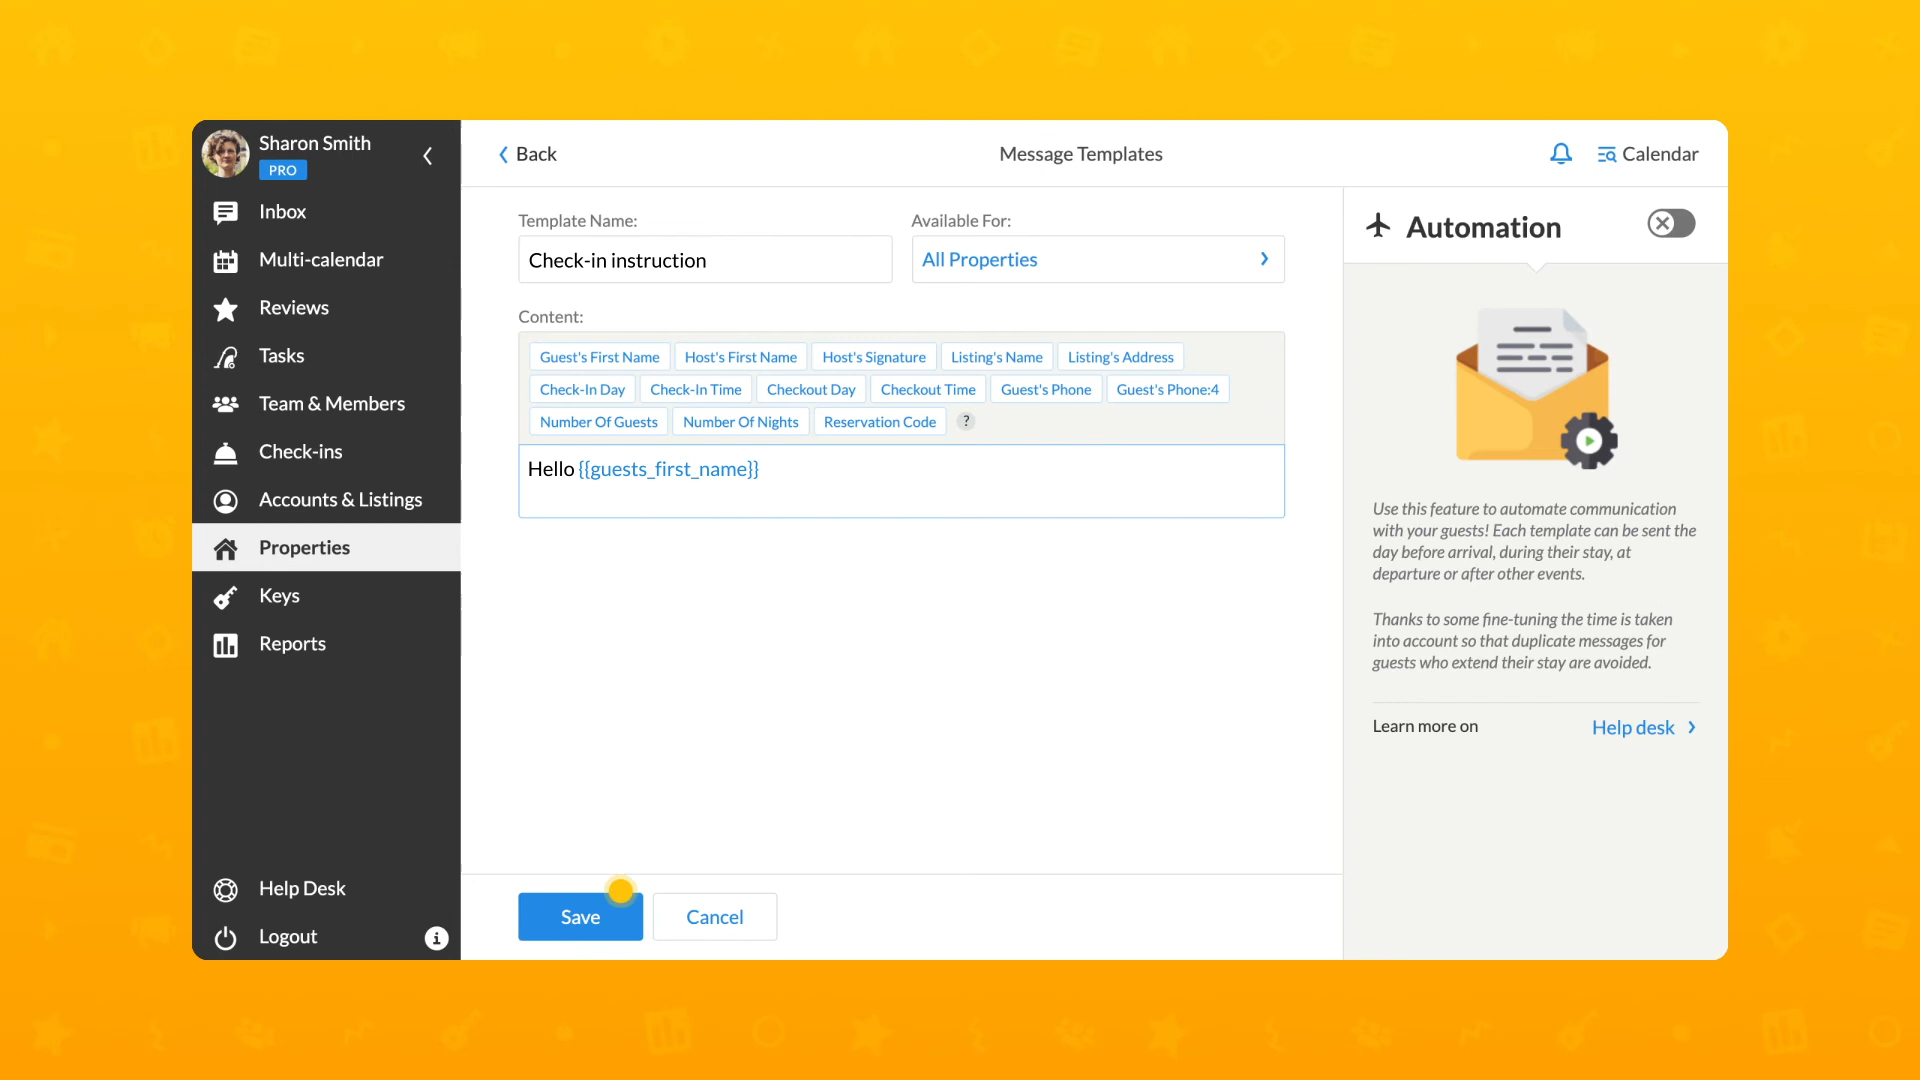 Sharon Smith
PRO
Inbox
Multi-calendar
Reviews
Tasks
Team & Members
Check-ins
Accounts & Listings
Properties
Keys
Reports
Help Desk
Logout
Back
Message Templates
Calendar
Template Name:
Check-in instruction
Available For:
All Properties
Content:
Guest's First Name
Host's First Name
Host's Signature
Listing's Name
Listing's Address
Check-In Day
Check-In Time
Checkout Day
Checkout Time
Guest's Phone
Guest's Phone:4
Number Of Guests
Number Of Nights
Reservation Code
?
Hello {{guests_first_name}}
Save
Cancel
Automation
Use this feature to automate communication
with your guests! Each template can be sent the
day before arrival, during their stay, at
departure or after other events.
Thanks to some fine-tuning the time is taken
into account so that duplicate messages for
guests who extend their stay are avoided.
Learn more on
Help desk